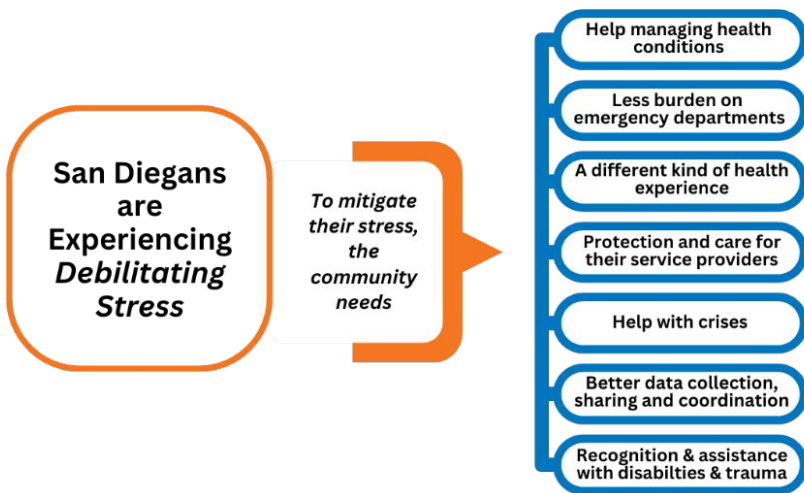 San Diegans
are
Experiencing
Debilitating
Stress
To mitigate
their stress,
the
community
needs
Help managing health
conditions
Less burden on
emergency departments
A different kind of health
experience
Protection and care for
their service providers
Help with crises
Better data collection,
sharing and coordination
Recognition & assistance
with disabilties & trauma